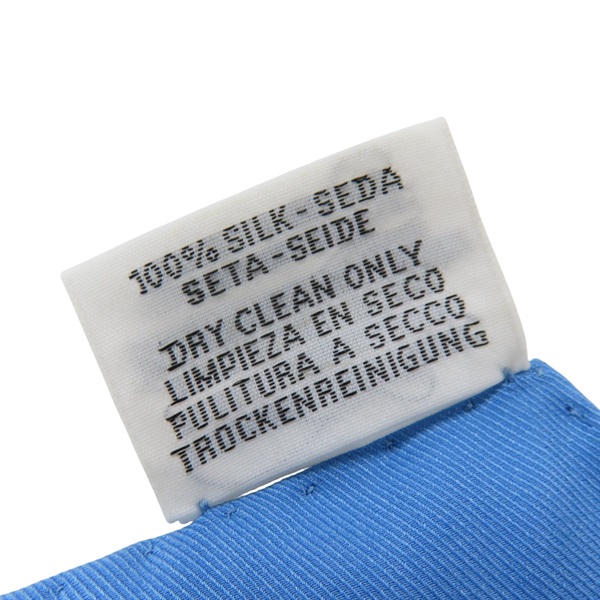 100% SILK-SEDA
SETA-SEIDE
DRY CLEAN ONLY
LIMPIEZA EN SECO
PULITURA A SECCO
TROCKENREINIGUNG